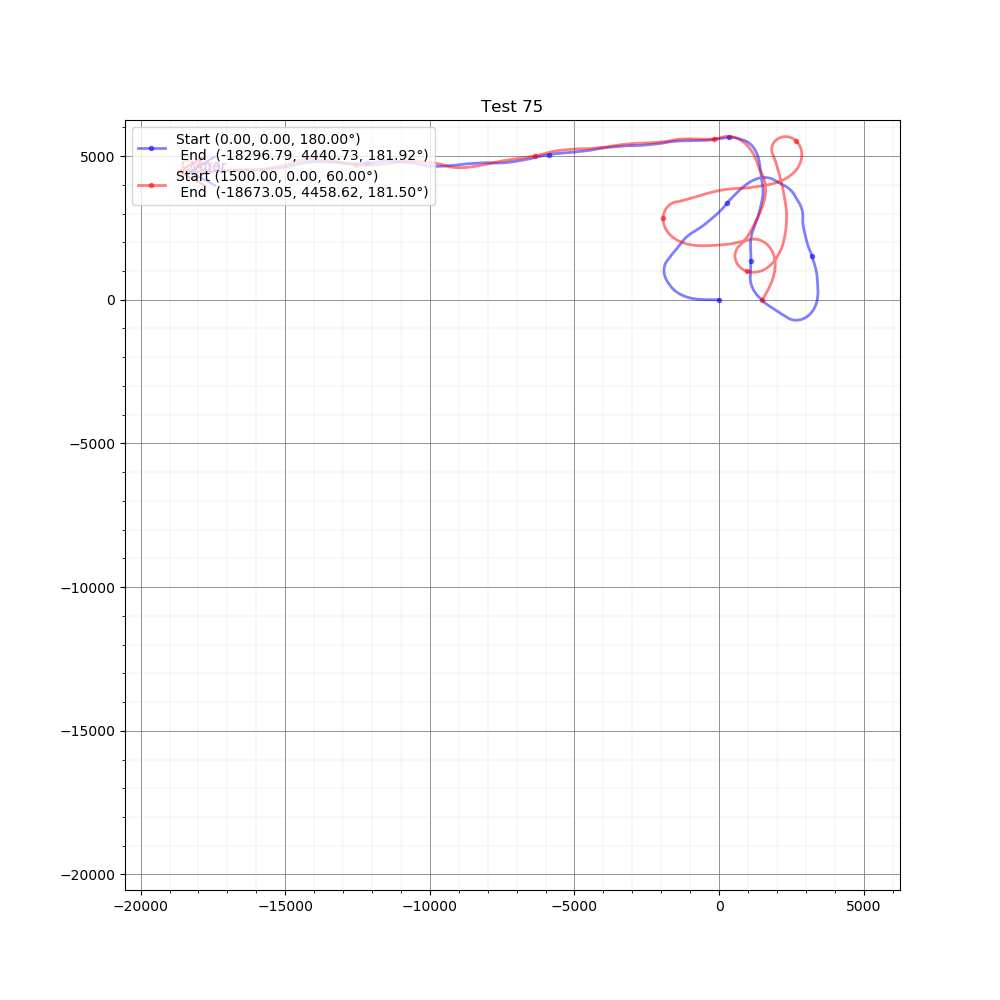 Test 75
Start (0.00, 0.00, 180.00°)
End (-18296.79, 4440.73, 181.92°)
Start (1500.00, 0.00, 60.00°)
End (-18673.05, 4458.62, 181.50°)
5000
0
−5000
−10000
−15000
−20000
−20000 −15000 −10000 −5000 0 5000